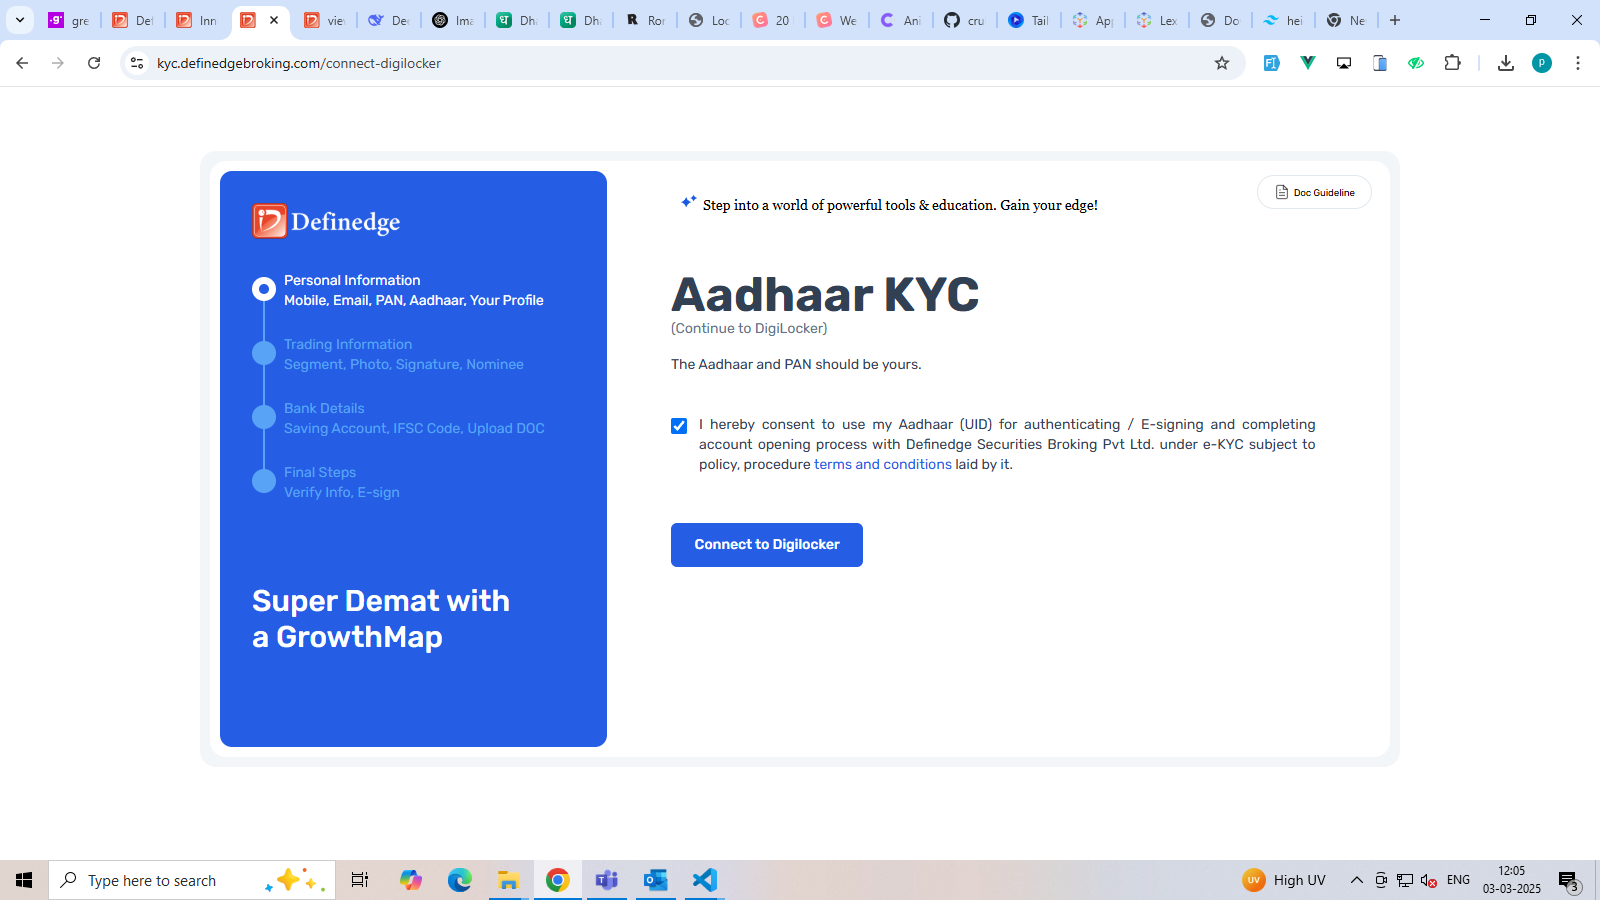 gre
Def
Inn
vie
Dee
Ima
Dha
Dha
Ror
Loc
20
We
Ani
cru
Tail
App
Lex
Do
hei
Ne
kyc.definedgebroking.com/connect-digilocker
p
Definedge
Personal Information
Mobile, Email, PAN, Aadhaar, Your Profile
Trading Information
Segment, Photo, Signature, Nominee
Bank Details
Saving Account, IFSC Code, Upload DOC
Final Steps
Verify Info, E-sign
Super Demat with
a GrowthMap
Step into a world of powerful tools & education. Gain your edge!
Doc Guideline
Aadhaar KYC
(Continue to DigiLocker)
The Aadhaar and PAN should be yours.
I hereby consent to use my Aadhaar (UID) for authenticating / E-signing and completing
account opening process with Definedge Securities Broking Pvt Ltd. under e-KYC subject to
policy, procedure terms and conditions laid by it.
Connect to Digilocker
Type here to search
UV
High UV
ENG
12:05
03-03-2025
3